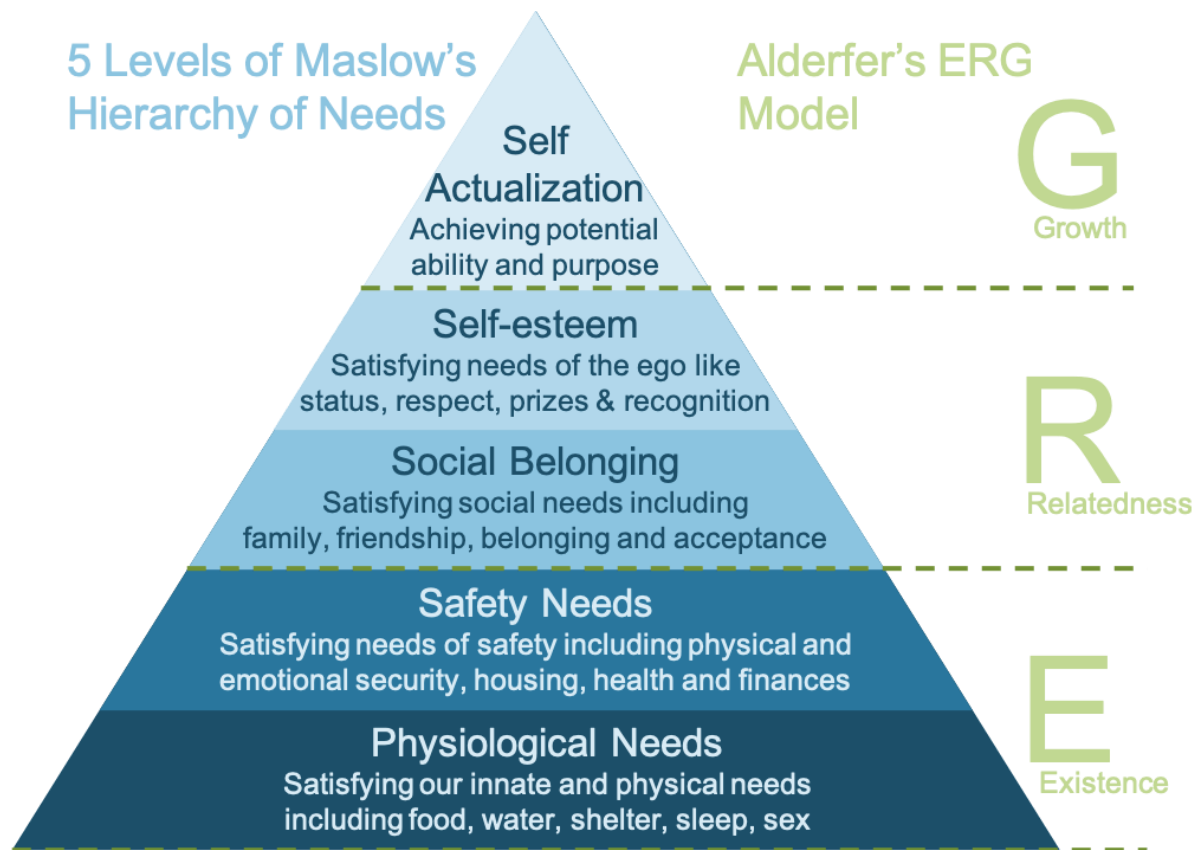 5 Levels of Maslow's
Hierarchy of Needs
Alderfer's ERG
Model
Self
Actualization
Achieving potential
ability and purpose
G
Growth
Self-esteem
Satisfying needs of the ego like
status, respect, prizes & recognition
Social Belonging
Satisfying social needs including
family, friendship, belonging and acceptance
R
Relatedness
Safety Needs
Satisfying needs of safety including physical and
emotional security, housing, health and finances
Physiological Needs
Satisfying our innate and physical needs
including food, water, shelter, sleep, sex
E
Existence